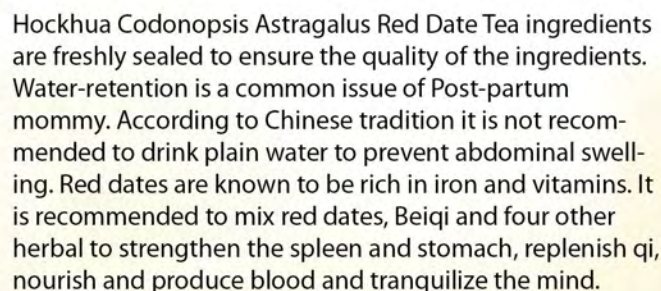 Hockhua Codonopsis Astragalus Red Date Tea ingredients
are freshly sealed to ensure the quality of the ingredients.
Water-retention is a common issue of Post-partum
mommy. According to Chinese tradition it is not recom-
mended to drink plain water to prevent abdominal swell-
ing. Red dates are known to be rich in iron and vitamins. It
is recommended to mix red dates, Beiqi and four other
herbal to strengthen the spleen and stomach, replenish qi,
nourish and produce blood and tranquilize the mind.